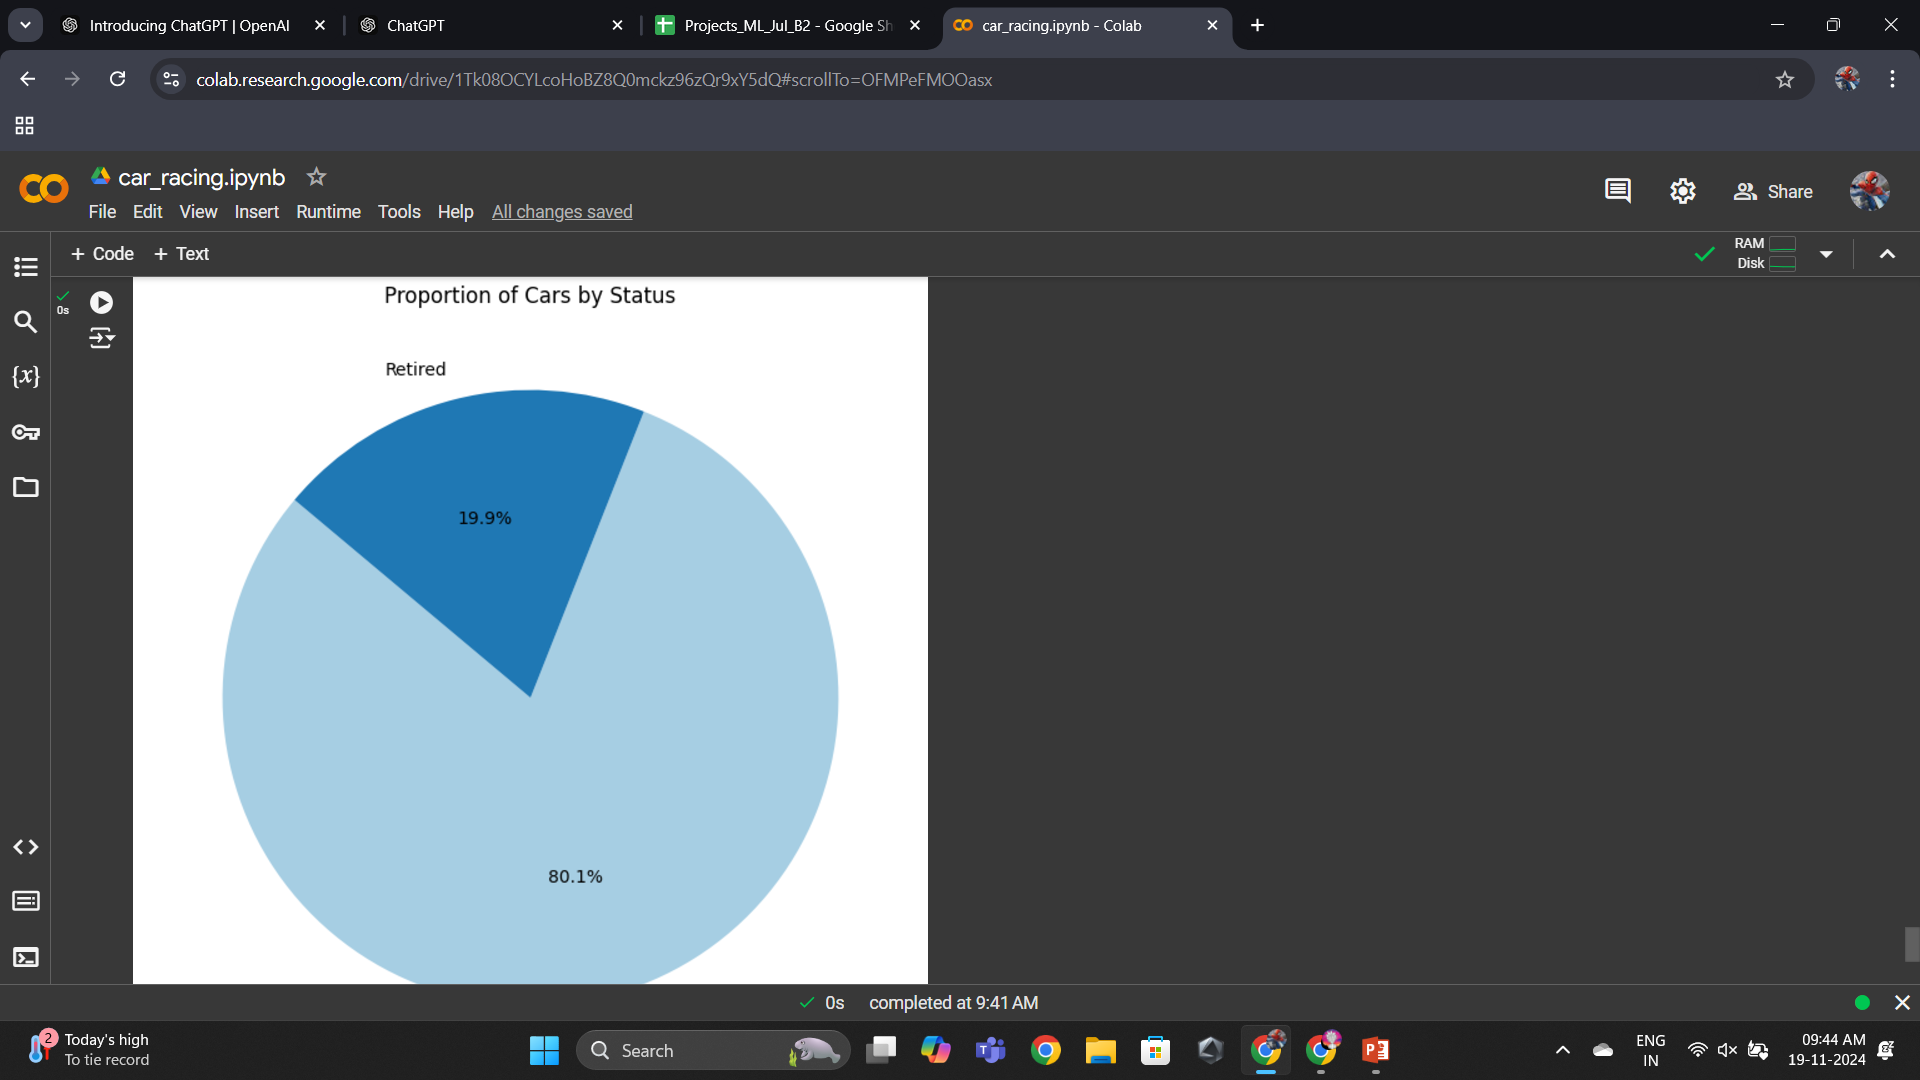 Introducing ChatGPT | OpenAI
ChatGPT
Projects_ML_Jul_B2 - Google Sh
car_racing.ipynb - Colab
colab.research.google.com/drive/1Tk08OCYLcoHoBZ8Q0mckz96zQr9xY5dQ#scrollTo=OFMPeFMOOasx
car_racing.ipynb
File Edit View Insert Runtime Tools Help All changes saved
Share
+ Code + Text
RAM
Disk
0s
{x}
Proportion of Cars by Status
Retired
19.9%
80.1%
0s completed at 9:41 AM
2
Today's high
To tie record
Search
ENG
IN
09:44 AM
19-11-2024